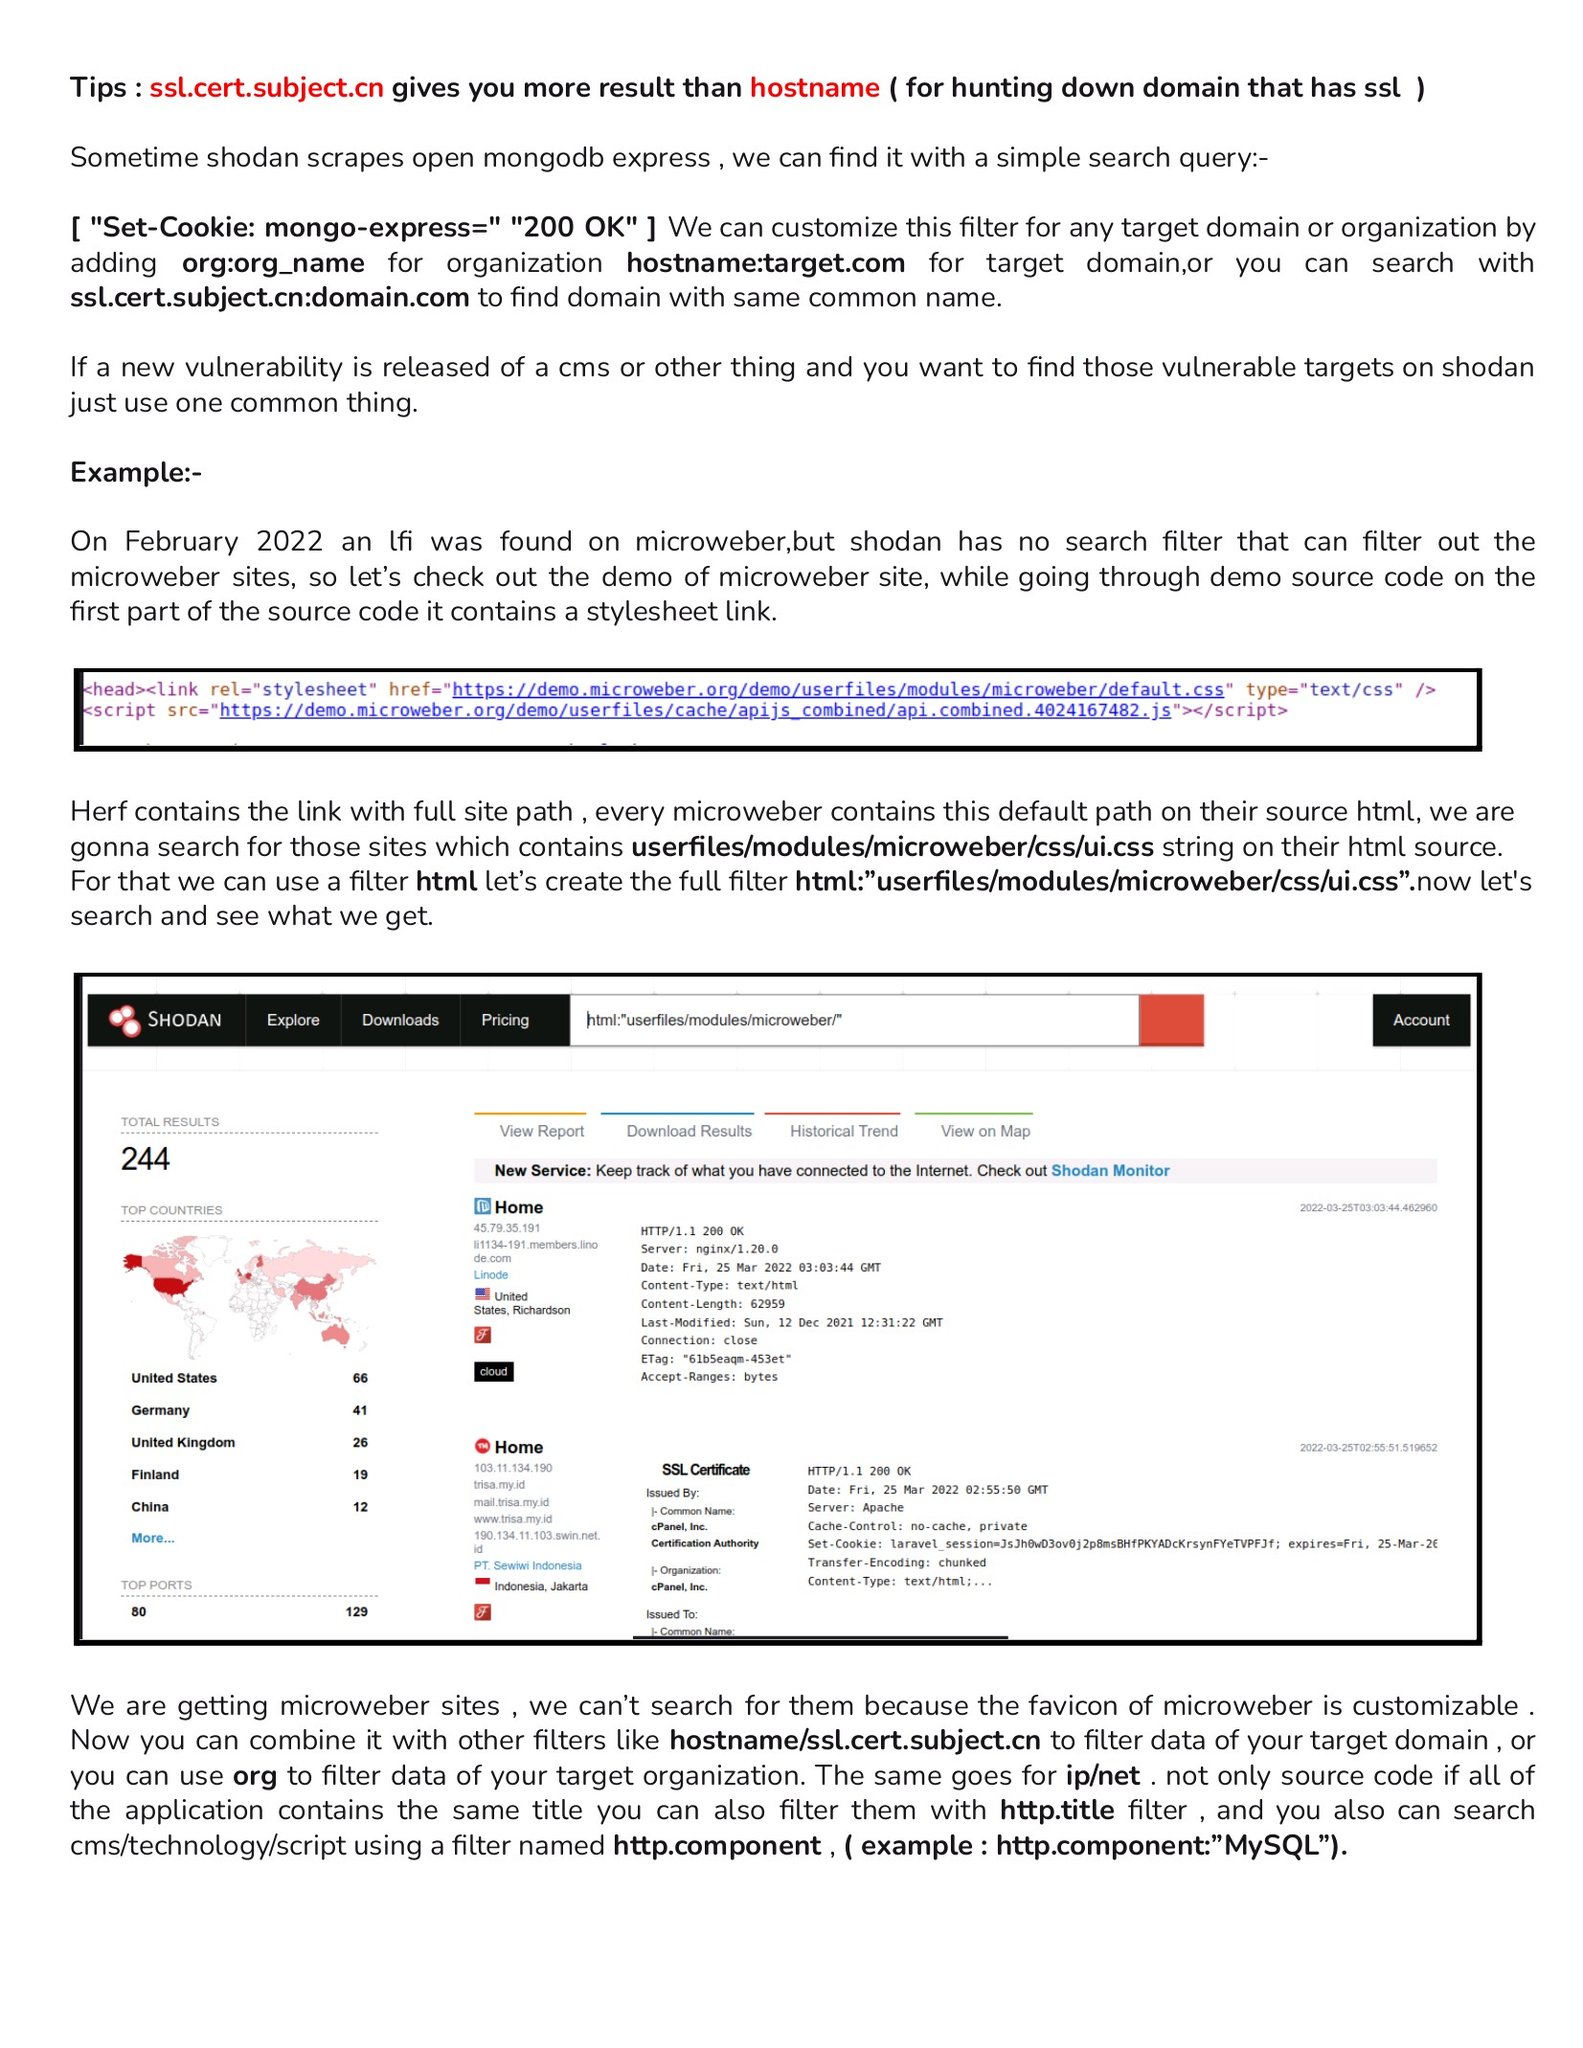 Tips : ssl.cert.subject.cn gives you more result than hostname ( for hunting down domain that has ssl )
Sometime shodan scrapes open mongodb express , we can find it with a simple search query:-
[ "Set-Cookie: mongo-express=" "200 OK" ] We can customize this filter for any target domain or organization by
adding org:org_name for organization hostname:target.com for target domain,or you can search with
ssl.cert.subject.cn:domain.com to find domain with same common name.
If a new vulnerability is released of a cms or other thing and you want to find those vulnerable targets on shodan
just use one common thing.
Example:-
On February 2022 an lfi was found on microweber,but shodan has no search filter that can filter out the
microweber sites, so let’s check out the demo of microweber site, while going through demo source code on the
first part of the source code it contains a stylesheet link.
<head><link rel="stylesheet" href="https://demo.microweber.org/demo/userfiles/modules/microweber/default.css" type="text/css" />
<script src="https://demo.microweber.org/demo/userfiles/cache/apijs_combined/api.combined.4024167482.js"></script>
Herf contains the link with full site path , every microweber contains this default path on their source html, we are
gonna search for those sites which contains userfiles/modules/microweber/css/ui.css string on their html source.
For that we can use a filter html let’s create the full filter html:”userfiles/modules/microweber/css/ui.css”.now let's
search and see what we get.
SHODAN Explore Downloads Pricing html:"userfiles/modules/microweber/" Account
TOTAL RESULTS
244
TOP COUNTRIES
United States 66
Germany 41
United Kingdom 26
Finland 19
China 12
More...
TOP PORTS
80 129
View Report Download Results Historical Trend View on Map
New Service: Keep track of what you have connected to the Internet. Check out Shodan Monitor
Home 2022-03-25T03:03:44.462960
45.79.35.191
li1134-191.members.lino
de.com
Linode
United
States, Richardson
cloud
HTTP/1.1 200 OK
Server: nginx/1.20.0
Date: Fri, 25 Mar 2022 03:03:44 GMT
Content-Type: text/html
Content-Length: 62959
Last-Modified: Sun, 12 Dec 2021 12:31:22 GMT
Connection: close
ETag: "61b5eaqm-453et"
Accept-Ranges: bytes
Home 2022-03-25T02:55:51.519652
103.11.134.190
trisa.my.id
mail.trisa.my.id
www.trisa.my.id
190.134.11.103.swin.net.
id
PT. Sewiwi Indonesia
Indonesia, Jakarta
SSL Certificate
Issued By:
|- Common Name:
cPanel, Inc.
Certification Authority
|- Organization:
cPanel, Inc.
Issued To:
|- Common Name:
HTTP/1.1 200 OK
Date: Fri, 25 Mar 2022 02:55:50 GMT
Server: Apache
Cache-Control: no-cache, private
Set-Cookie: laravel_session=JsJh0wD3ov0j2p8msBHfPKYADcKrsynFYeTVPFJf; expires=Fri, 25-Mar-20
Transfer-Encoding: chunked
Content-Type: text/html;...
We are getting microweber sites , we can’t search for them because the favicon of microweber is customizable .
Now you can combine it with other filters like hostname/ssl.cert.subject.cn to filter data of your target domain , or
you can use org to filter data of your target organization. The same goes for ip/net . not only source code if all of
the application contains the same title you can also filter them with http.title filter , and you also can search
cms/technology/script using a filter named http.component , ( example : http.component:”MySQL”).